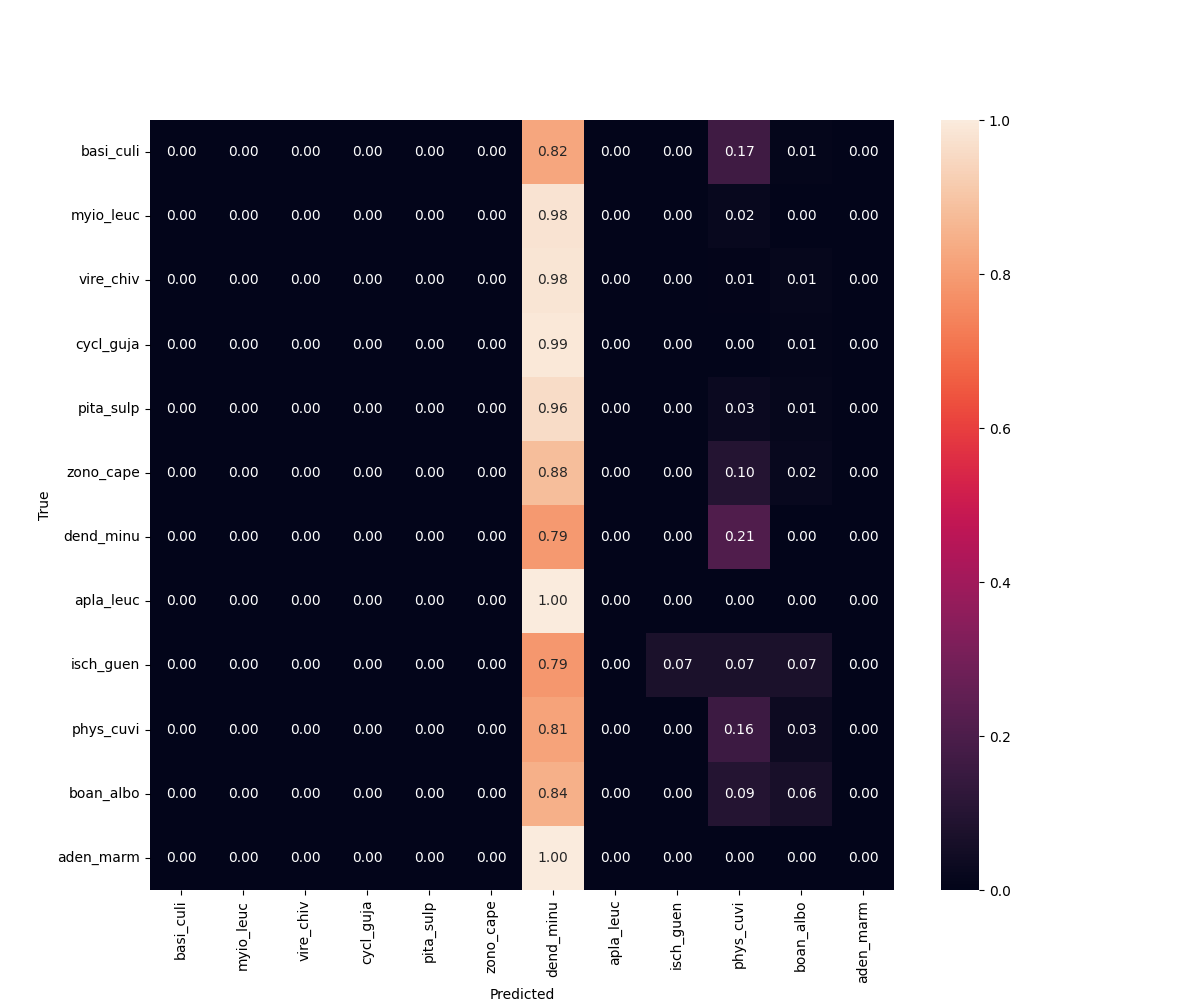 basi_culi 0.00 0.00 0.00 0.00 0.00 0.00 0.82 0.00 0.00 0.17 0.01 0.00
myio_leuc 0.00 0.00 0.00 0.00 0.00 0.00 0.98 0.00 0.00 0.02 0.00 0.00
vire_chiv 0.00 0.00 0.00 0.00 0.00 0.00 0.98 0.00 0.00 0.01 0.01 0.00
cycl_guja 0.00 0.00 0.00 0.00 0.00 0.00 0.99 0.00 0.00 0.00 0.01 0.00
pita_sulp 0.00 0.00 0.00 0.00 0.00 0.00 0.96 0.00 0.00 0.03 0.01 0.00
zono_cape 0.00 0.00 0.00 0.00 0.00 0.00 0.88 0.00 0.00 0.10 0.02 0.00
dend_minu 0.00 0.00 0.00 0.00 0.00 0.00 0.79 0.00 0.00 0.21 0.00 0.00
apla_leuc 0.00 0.00 0.00 0.00 0.00 0.00 1.00 0.00 0.00 0.00 0.00 0.00
isch_guen 0.00 0.00 0.00 0.00 0.00 0.00 0.79 0.00 0.07 0.07 0.07 0.00
phys_cuvi 0.00 0.00 0.00 0.00 0.00 0.00 0.81 0.00 0.00 0.16 0.03 0.00
boan_albo 0.00 0.00 0.00 0.00 0.00 0.00 0.84 0.00 0.00 0.09 0.06 0.00
aden_marm 0.00 0.00 0.00 0.00 0.00 0.00 1.00 0.00 0.00 0.00 0.00 0.00
True
basi_culi myio_leuc vire_chiv cycl_guja pita_sulp zono_cape dend_minu apla_leuc isch_guen phys_cuvi boan_albo aden_marm
Predicted
1.0
0.8
0.6
0.4
0.2
0.0